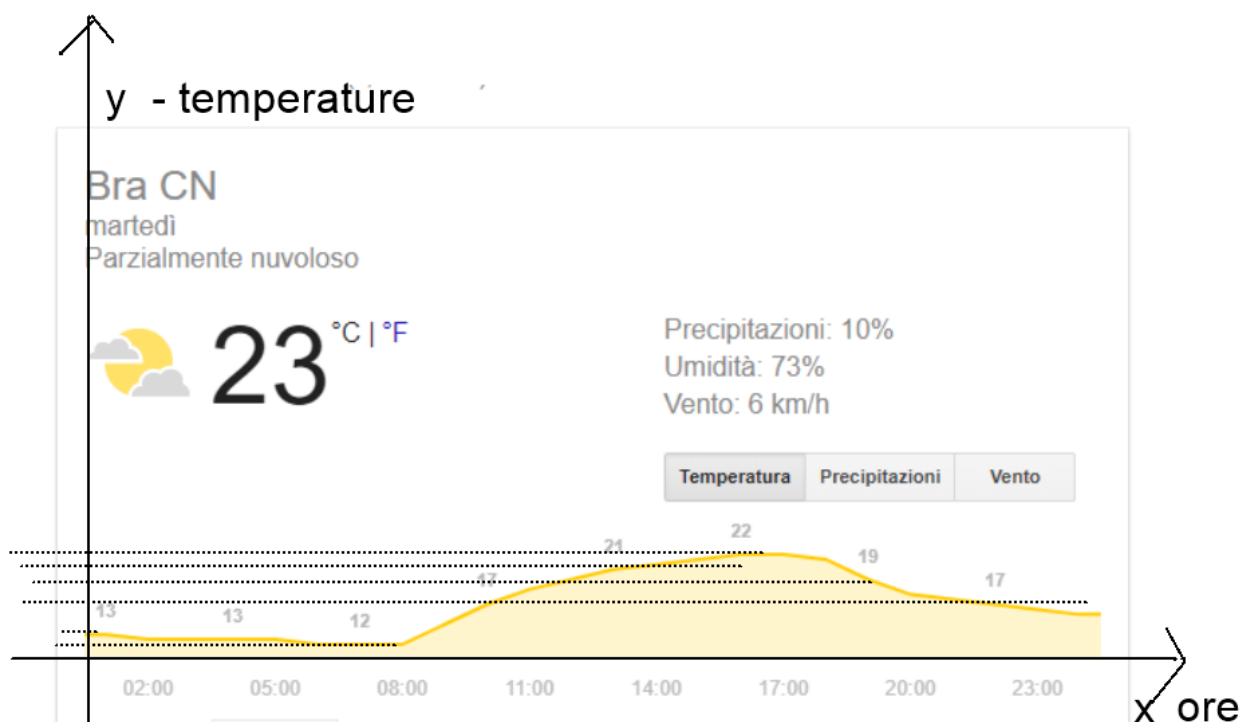 y - temperature
Bra CN
martedì
Parzialmente nuvoloso
23 °C | °F
Precipitazioni: 10%
Umidità: 73%
Vento: 6 km/h
Temperatura Precipitazioni Vento
13 13 12 17 21 22 19 17
02:00 05:00 08:00 11:00 14:00 17:00 20:00 23:00
x ore